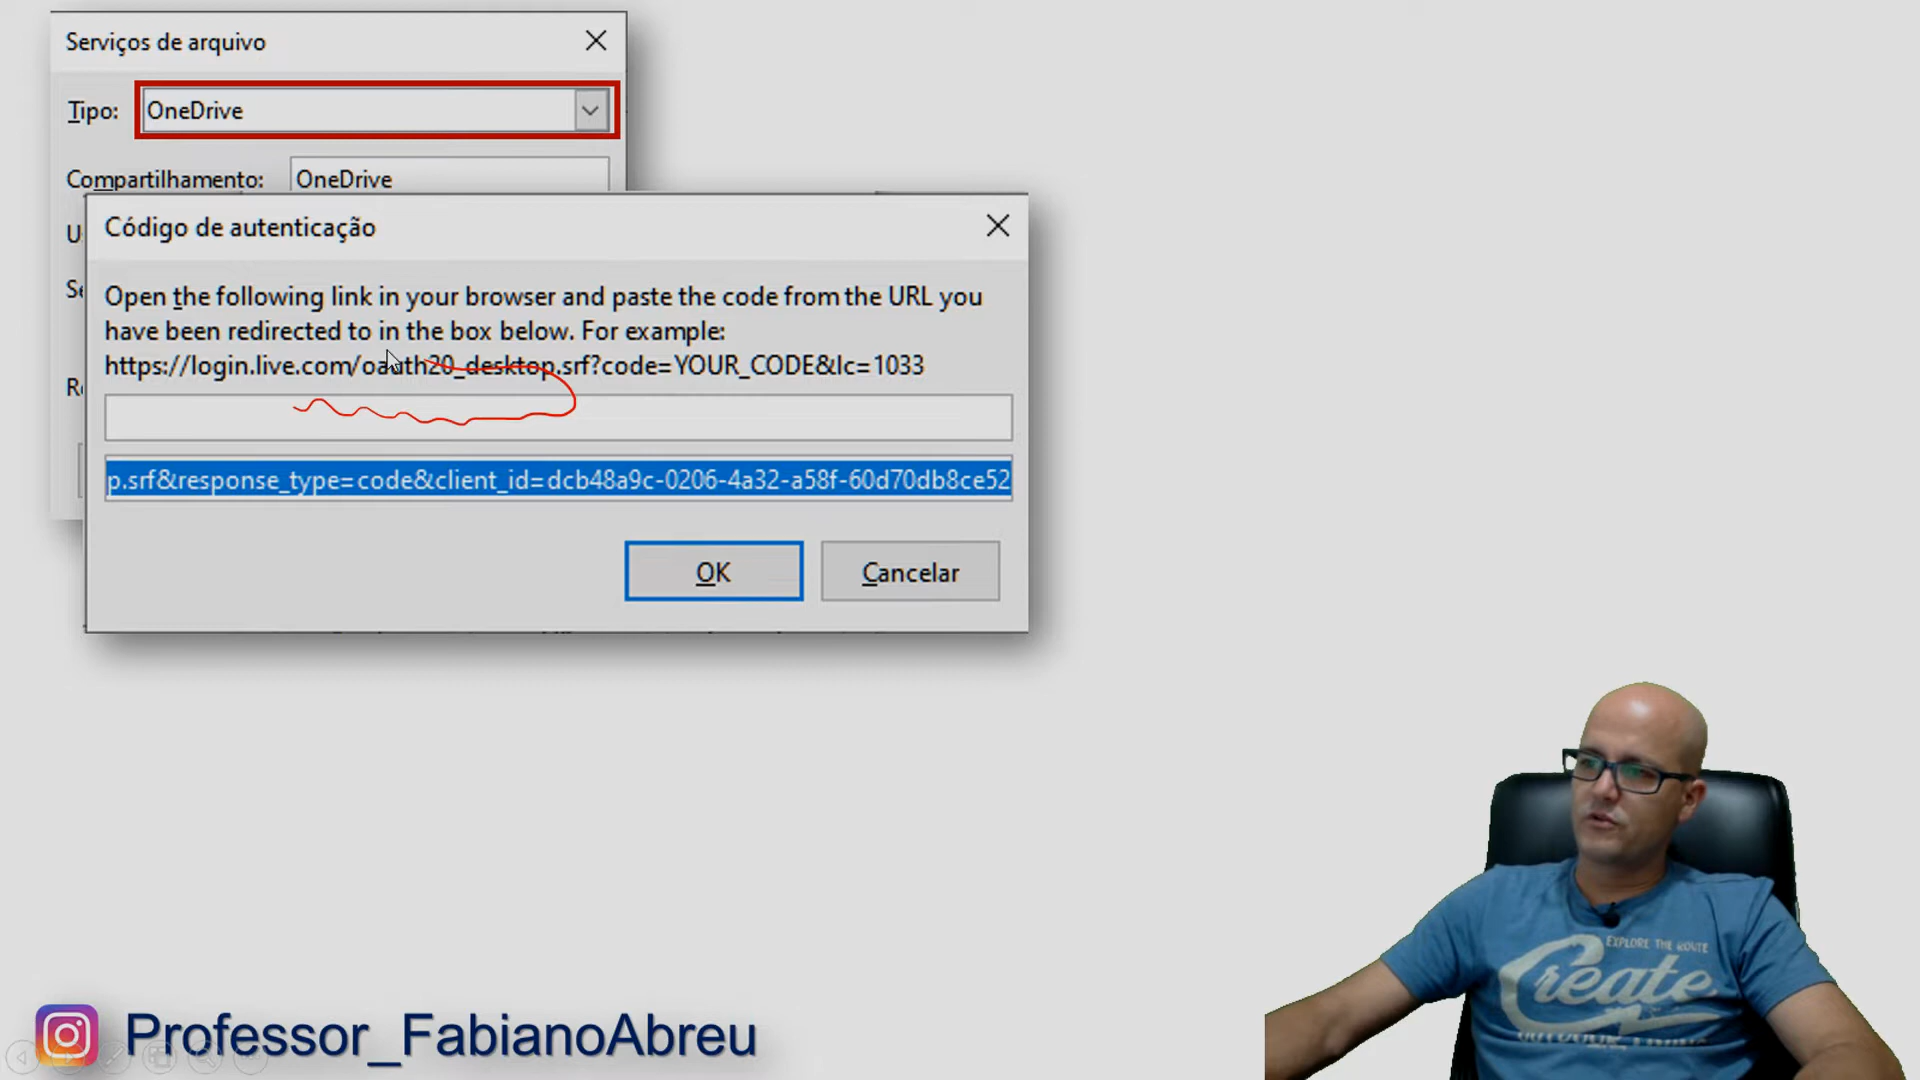 Serviços de arquivo
Tipo:
OneDrive
Compartilhamento:
OneDrive
U
Código de autenticação
Se
Open the following link in your browser and paste the code from the URL you
have been redirected to in the box below. For example:
https://login.live.com/oauth20_desktop.srf?code=YOUR_CODE&lc=1033
p.srf&response_type=code&client_id=dcb48a9c-0206-4a32-a58f-60d70db8ce52
OK
Cancelar
EXPLORE THE ROUTE
Create
Professor_FabianoAbreu